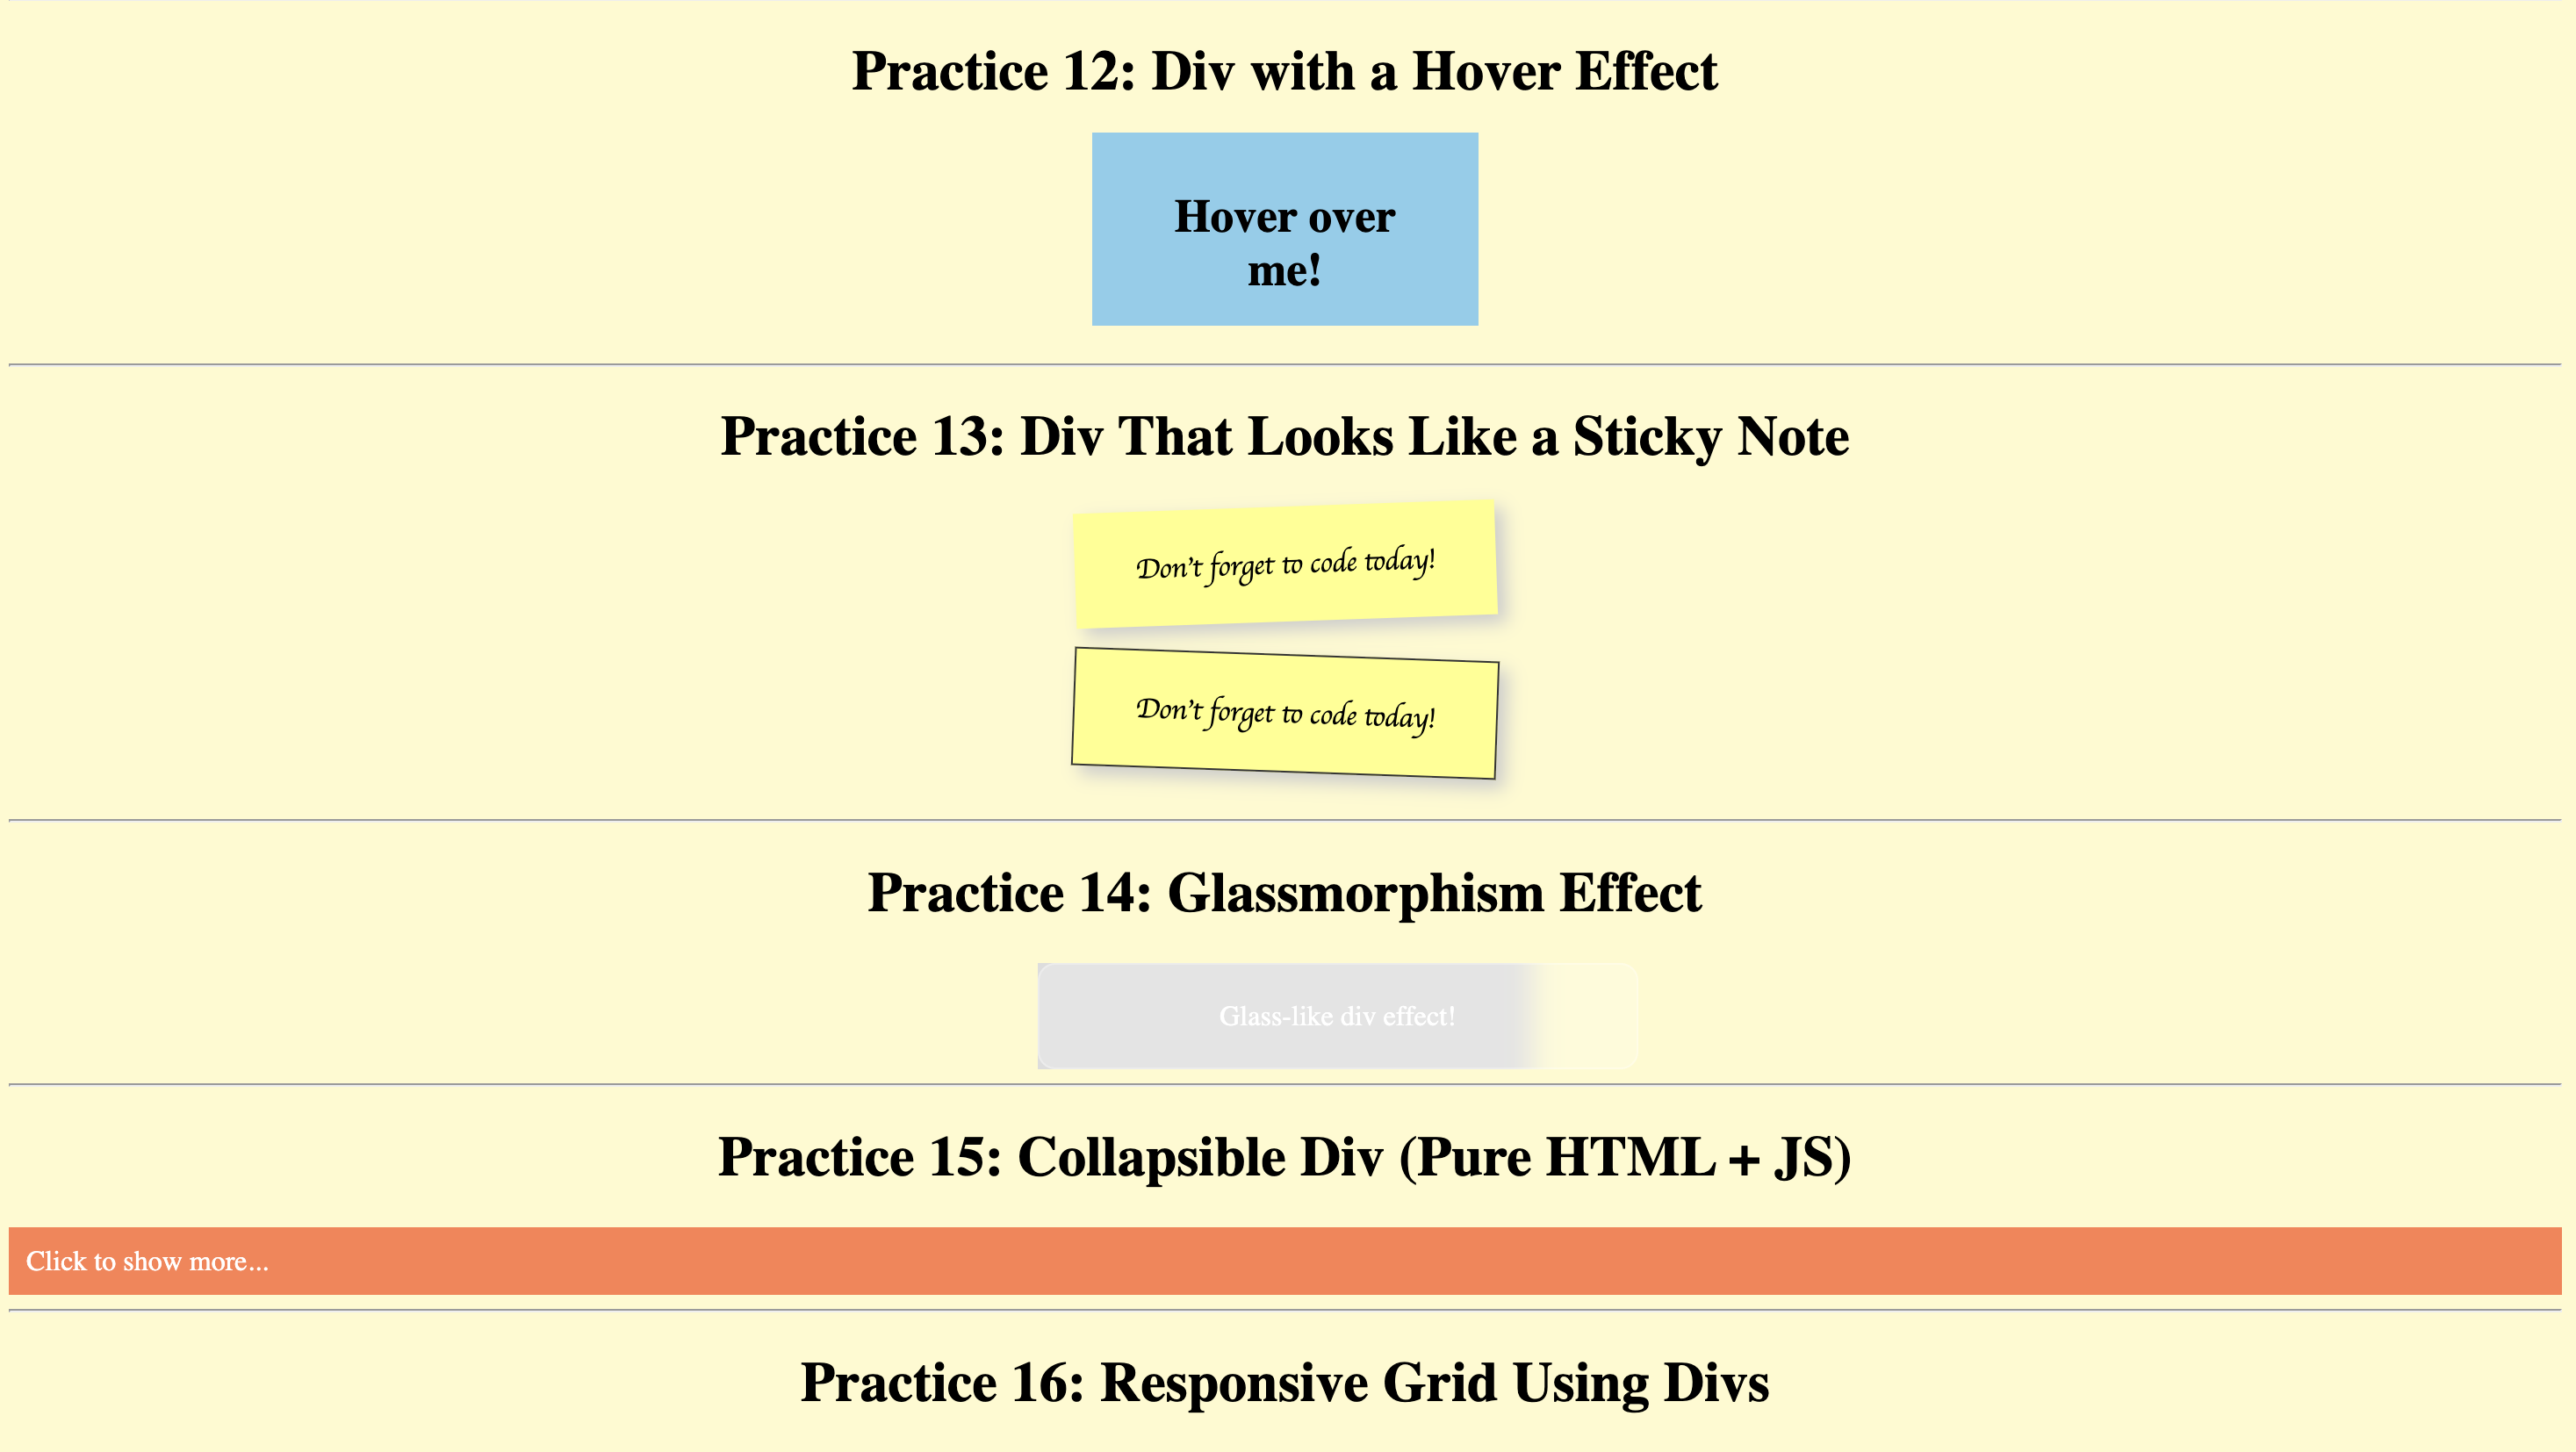 Practice 12: Div with a Hover Effect
Hover over
me!
Practice 13: Div That Looks Like a Sticky Note
Don't forget to code today!
Don't forget to code today!
Practice 14: Glassmorphism Effect
Glass-like div effect!
Practice 15: Collapsible Div (Pure HTML + JS)
Click to show more...
Practice 16: Responsive Grid Using Divs